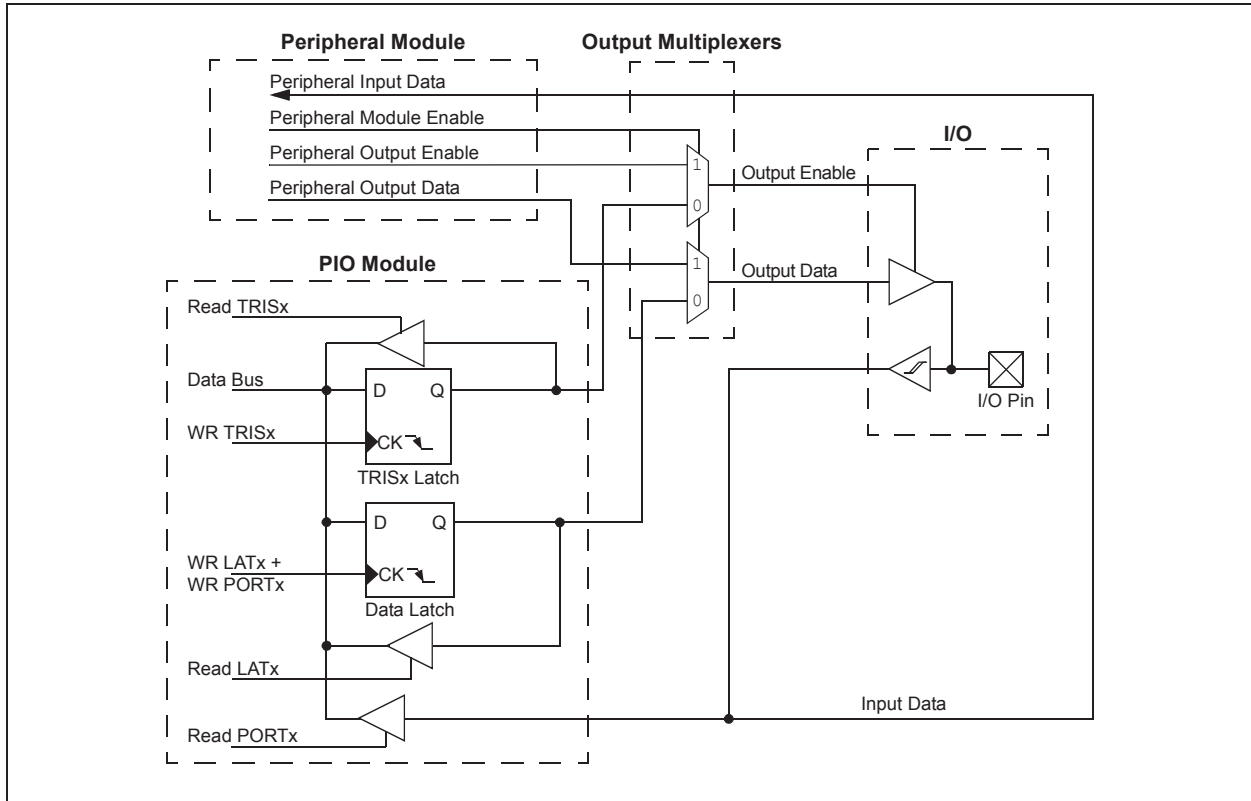 Peripheral Module
Output Multiplexers
Peripheral Input Data
Peripheral Module Enable
I/O
Peripheral Output Enable
1
Output Enable
Peripheral Output Data
0
PIO Module
1
Output Data
Read TRISx
0
Data Bus
D
Q
I/O Pin
WR TRISx
CK
TRISx Latch
D
Q
WR LATx +
WR PORTx
CK
Data Latch
Read LATx
Input Data
Read PORTx